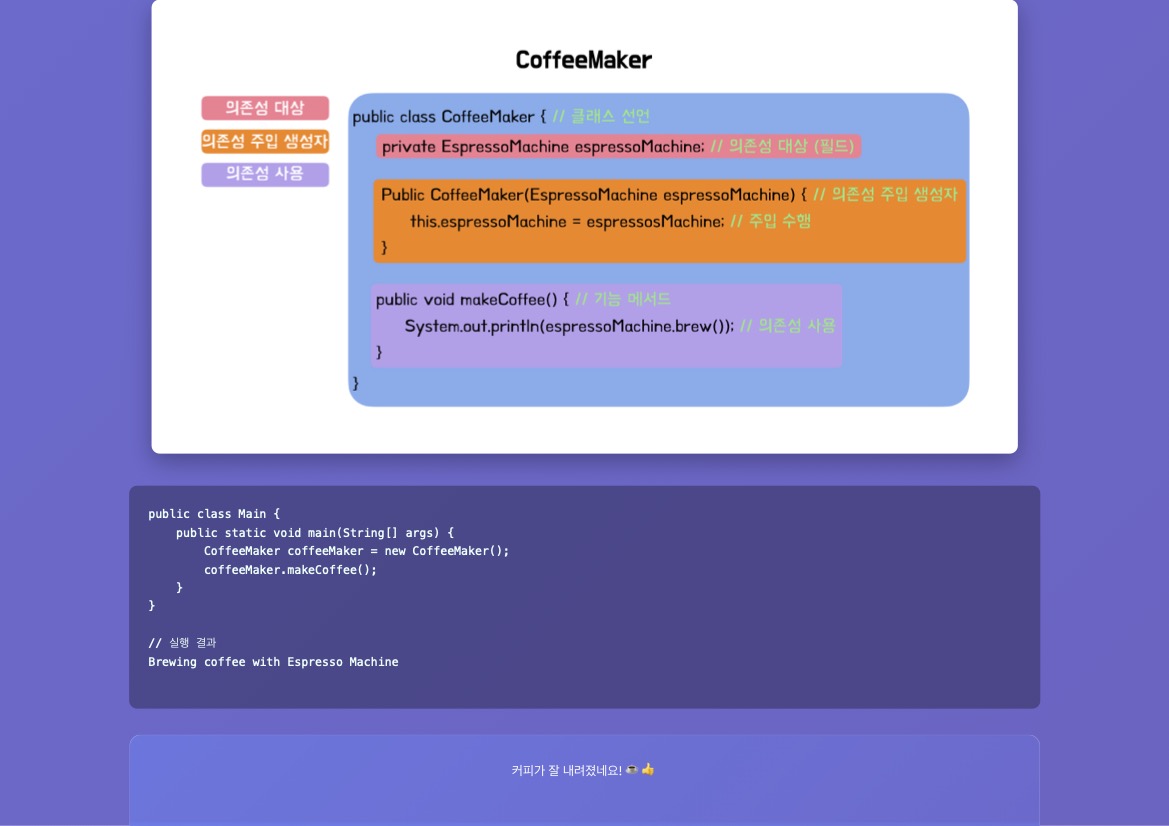 CoffeeMaker
의존성 대상
의존성 주입 생성자
의존성 사용
public class CoffeeMaker { // 클래스 선언
private EspressoMachine espressoMachine; // 의존성 대상 (필드)
Public CoffeeMaker(EspressoMachine espressoMachine) { // 의존성 주입 생성자
this.espressoMachine = espressosMachine; // 주입 수행
}
public void makeCoffee() { // 기능 메서드
System.out.println(espressoMachine.brew()); // 의존성 사용
}
}
public class Main {
public static void main(String[] args) {
CoffeeMaker coffeeMaker = new CoffeeMaker();
coffeeMaker.makeCoffee();
}
}
// 실행 결과
Brewing coffee with Espresso Machine
커피가 잘 내려졌네요! ☕👍